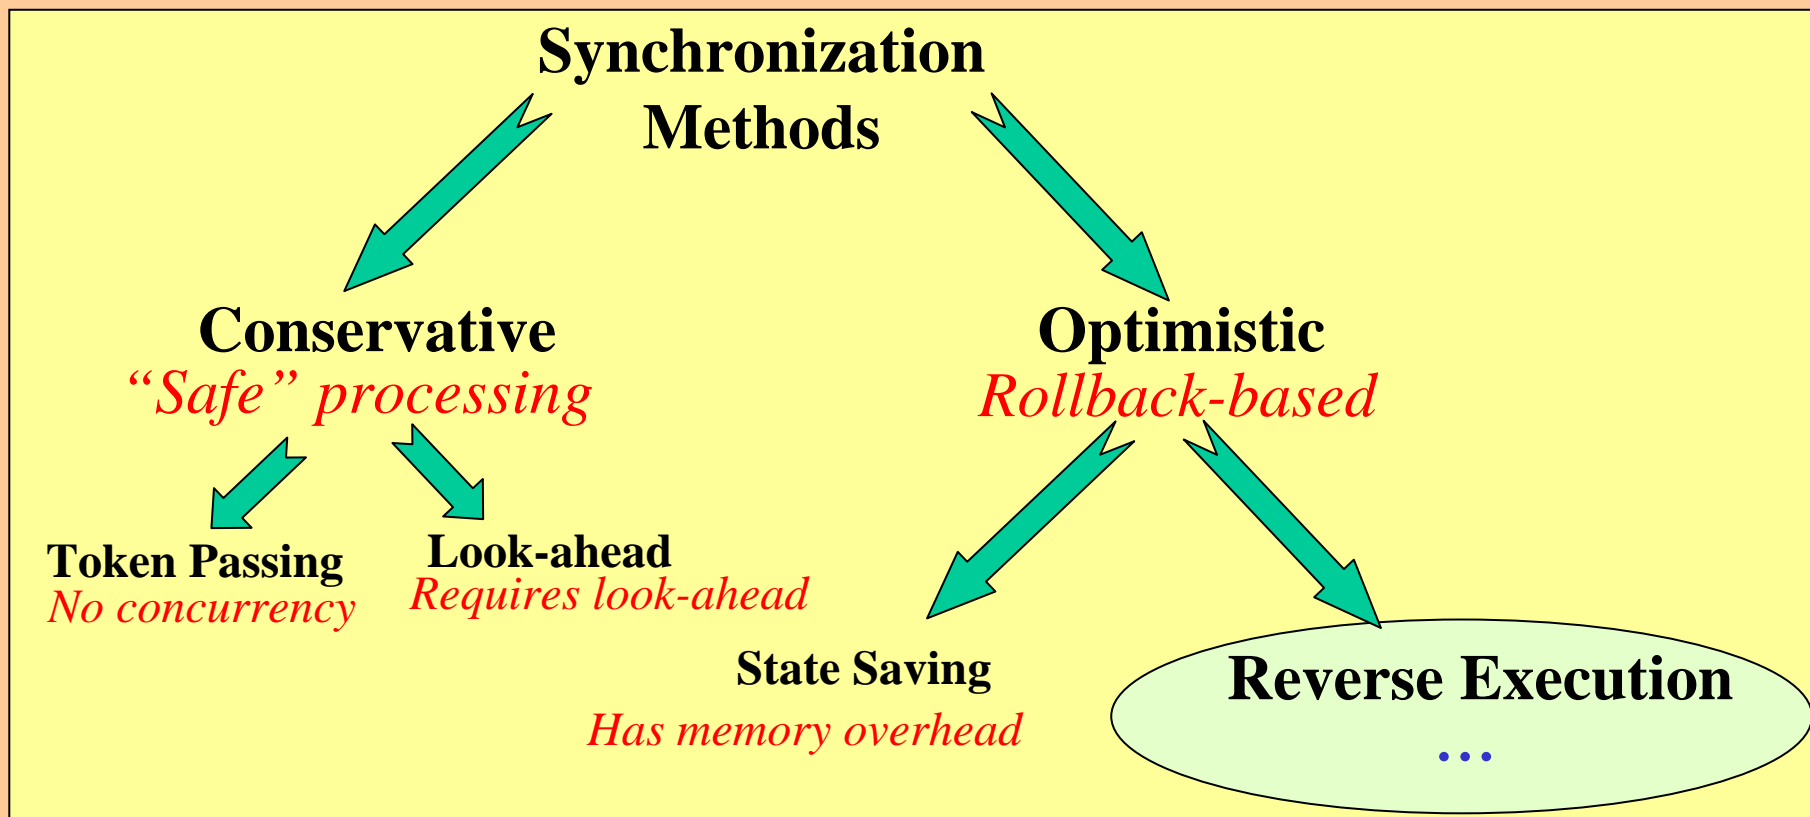 Synchronization
Methods
Conservative
“Safe” processing
Optimistic
Rollback-based
Token Passing
No concurrency
Look-ahead
Requires look-ahead
State Saving
Has memory overhead
Reverse Execution
...